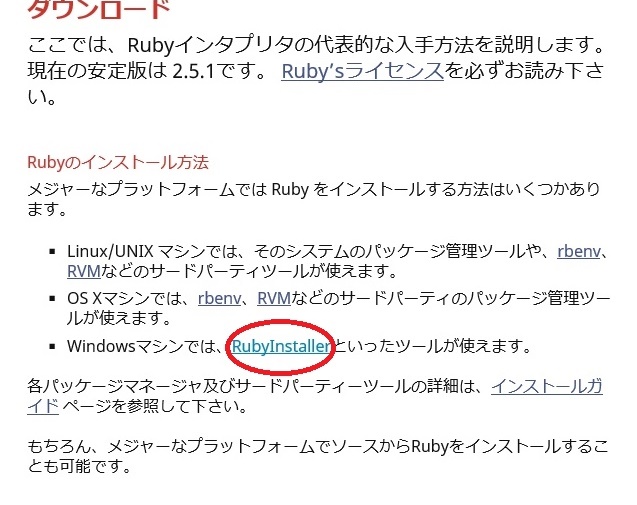 ダウンロード
ここでは、Rubyインタプリタの代表的な入手方法を説明します。
現在の安定版は 2.5.1です。 Ruby’sライセンスを必ずお読み下さ
い。
Rubyのインストール方法
メジャーなプラットフォームでは Ruby をインストールする方法はいくつかあり
ます。
▪ Linux/UNIX マシンでは、そのシステムのパッケージ管理ツールや、rbenv、
RVMなどのサードパーティツールが使えます。
▪ OS Xマシンでは、rbenv、RVMなどのサードパーティのパッケージ管理ツー
ルが使えます。
▪ Windowsマシンでは、RubyInstallerといったツールが使えます。
各パッケージマネージャ及びサードパーティーツールの詳細は、インストールガ
イド ページを参照して下さい。
もちろん、メジャーなプラットフォームでソースからRubyをインストールするこ
とも可能です。